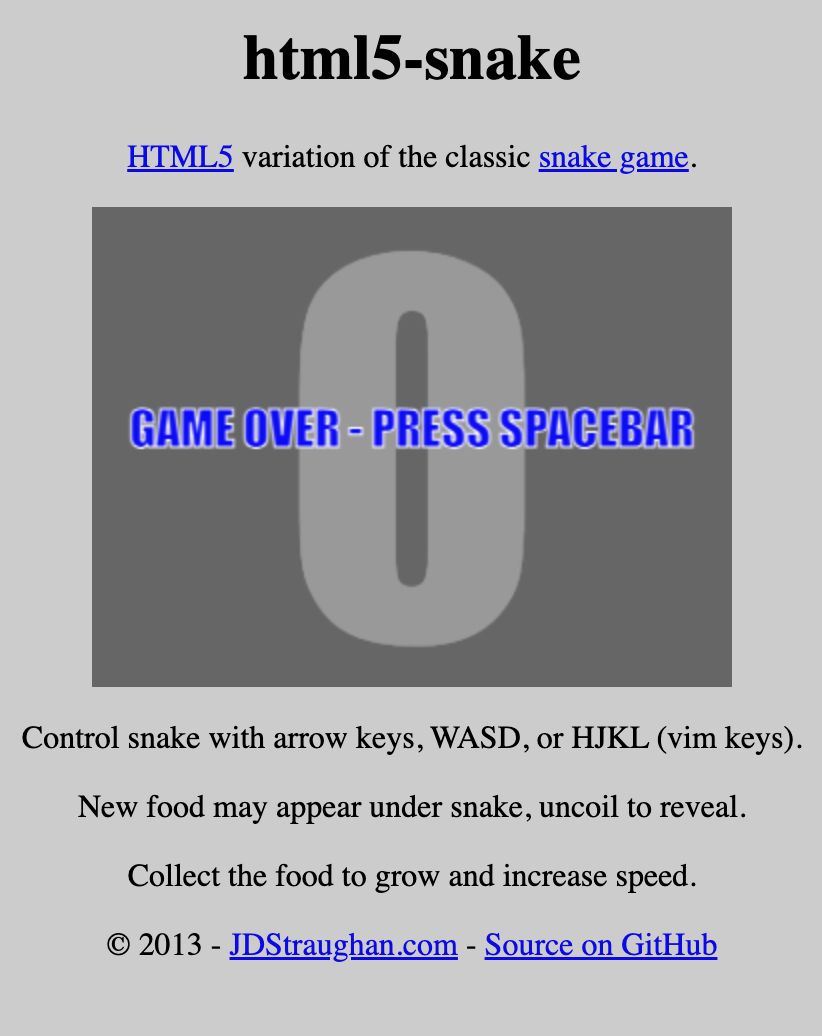 html5-snake
HTML5 variation of the classic snake game.
0
GAME OVER - PRESS SPACEBAR
Control snake with arrow keys, WASD, or HJKL (vim keys).
New food may appear under snake, uncoil to reveal.
Collect the food to grow and increase speed.
© 2013 - JDStraughan.com - Source on GitHub